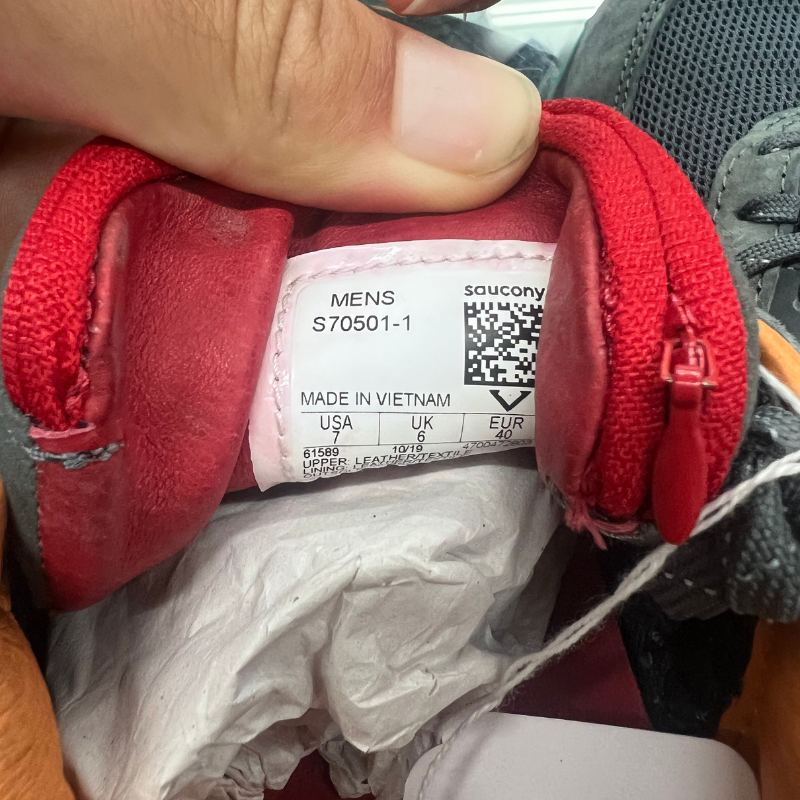 saucony
MENS
S70501-1
MADE IN VIETNAM
USA UK EUR
7 6 40
61589 10/19
UPPER: LEATHER/TEXTILE
LINING: